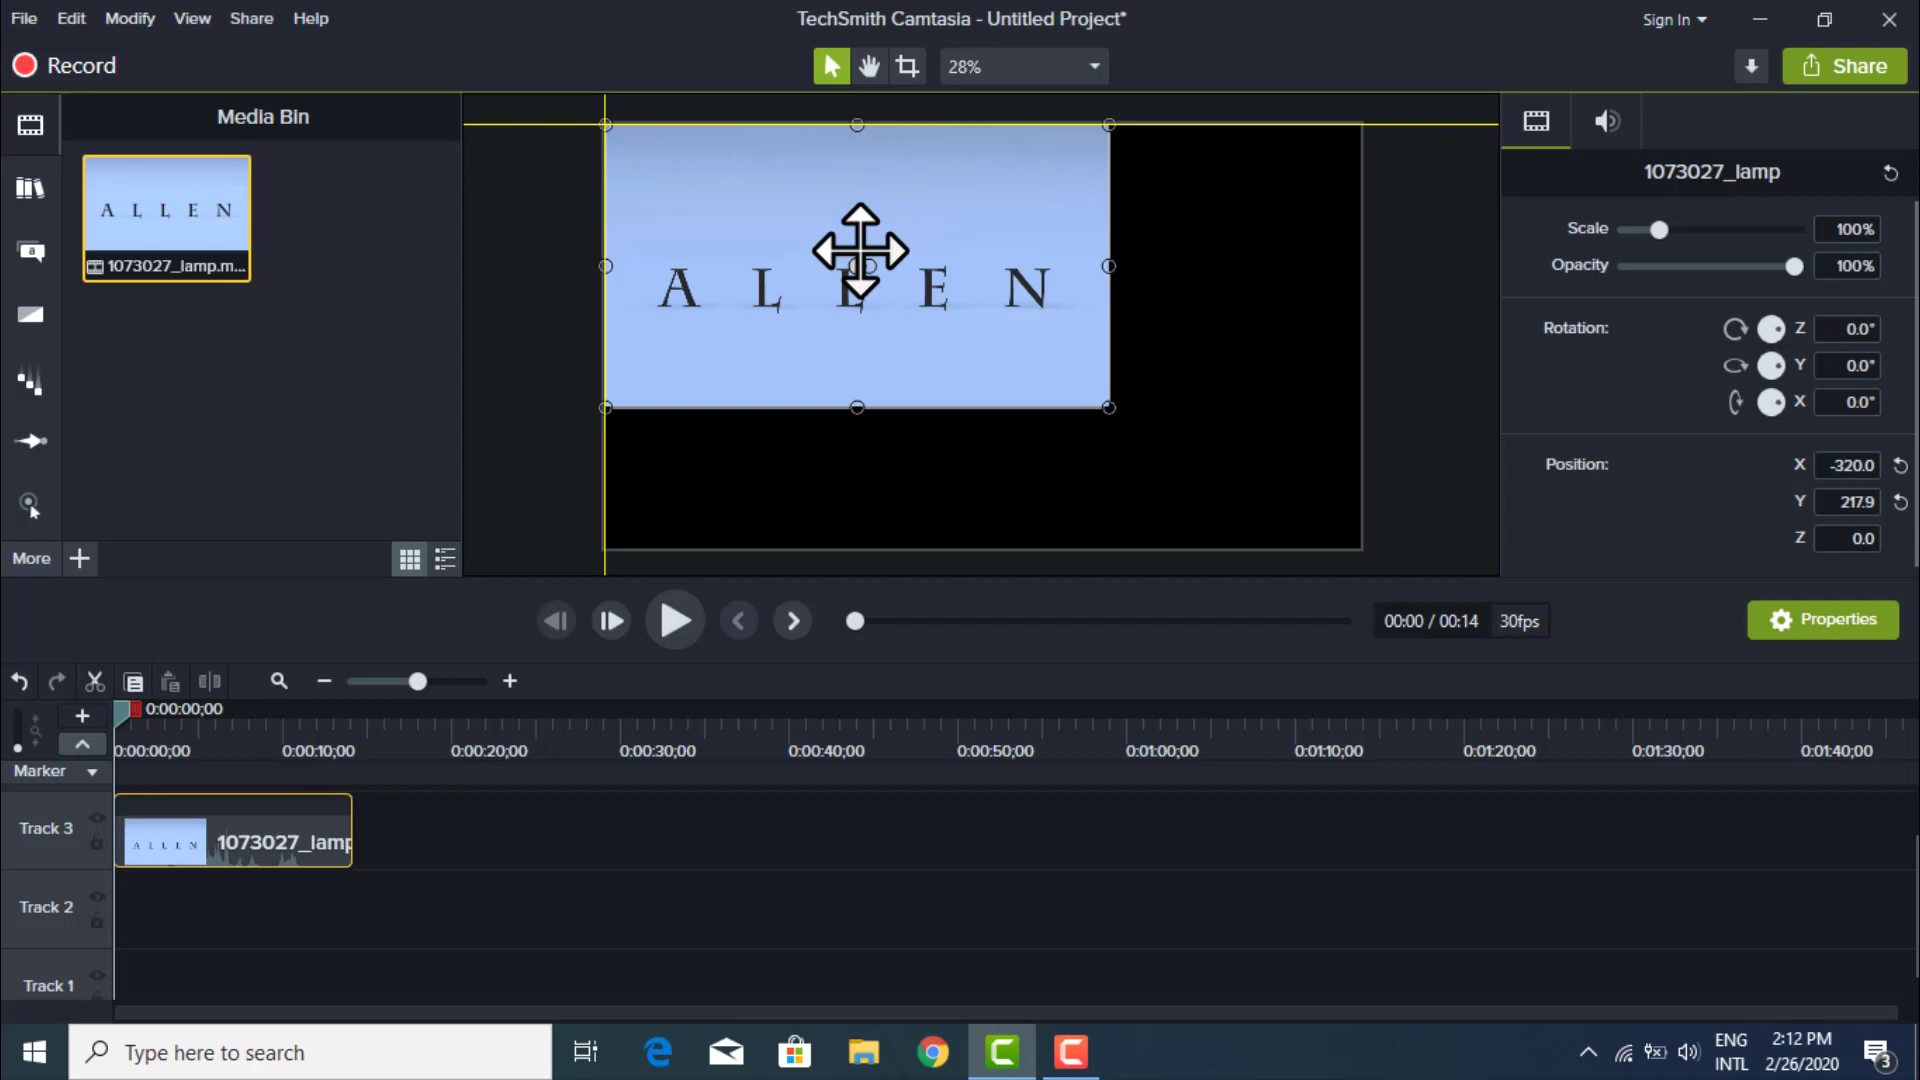 File Edit Modify View Share Help
TechSmith Camtasia - Untitled Project*
Sign In
Record
28%
Share
Media Bin
A L L E N
1073027_lamp.m...
A L L E N
1073027_lamp
Scale 100%
Opacity 100%
Rotation: Z 0.0°
Y 0.0°
X 0.0°
Position: X -320.0
Y 217.9
Z 0.0
More
00:00 / 00:14 30fps
Properties
0:00:00;00
0:00:00;00 0:00:10;00 0:00:20;00 0:00:30;00 0:00:40;00 0:00:50;00 0:01:00;00 0:01:10;00 0:01:20;00 0:01:30;00 0:01:40;00
Marker
Track 3
A L L E N
1073027_lamp
Track 2
Track 1
Type here to search
ENG
INTL
2:12 PM
2/26/2020
3